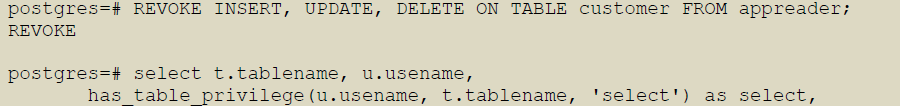 postgres=# REVOKE INSERT, UPDATE, DELETE ON TABLE customer FROM appreader;
REVOKE
postgres=# select t.tablename, u.usename,
has_table_privilege(u.usename, t.tablename, 'select') as select,